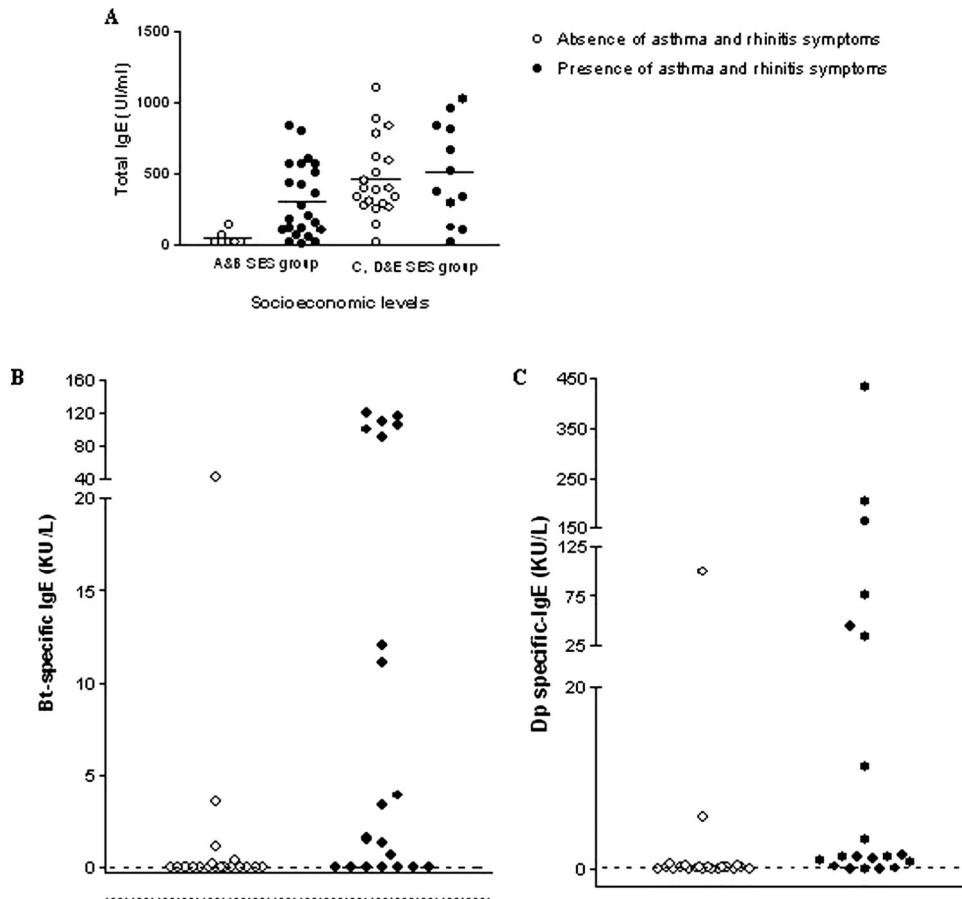 A
1500
1000
500
0
Total IgE (UI/ml)
A&B SES group
C, D&E SES group
Socioeconomic levels
Absence of asthma and rhinitis symptoms
Presence of asthma and rhinitis symptoms
B
160
120
80
40
20
15
10
5
0
Bt-specific IgE (KU/L)
C
450
350
250
150
125
75
25
20
0
Dp specific-IgE (KU/L)